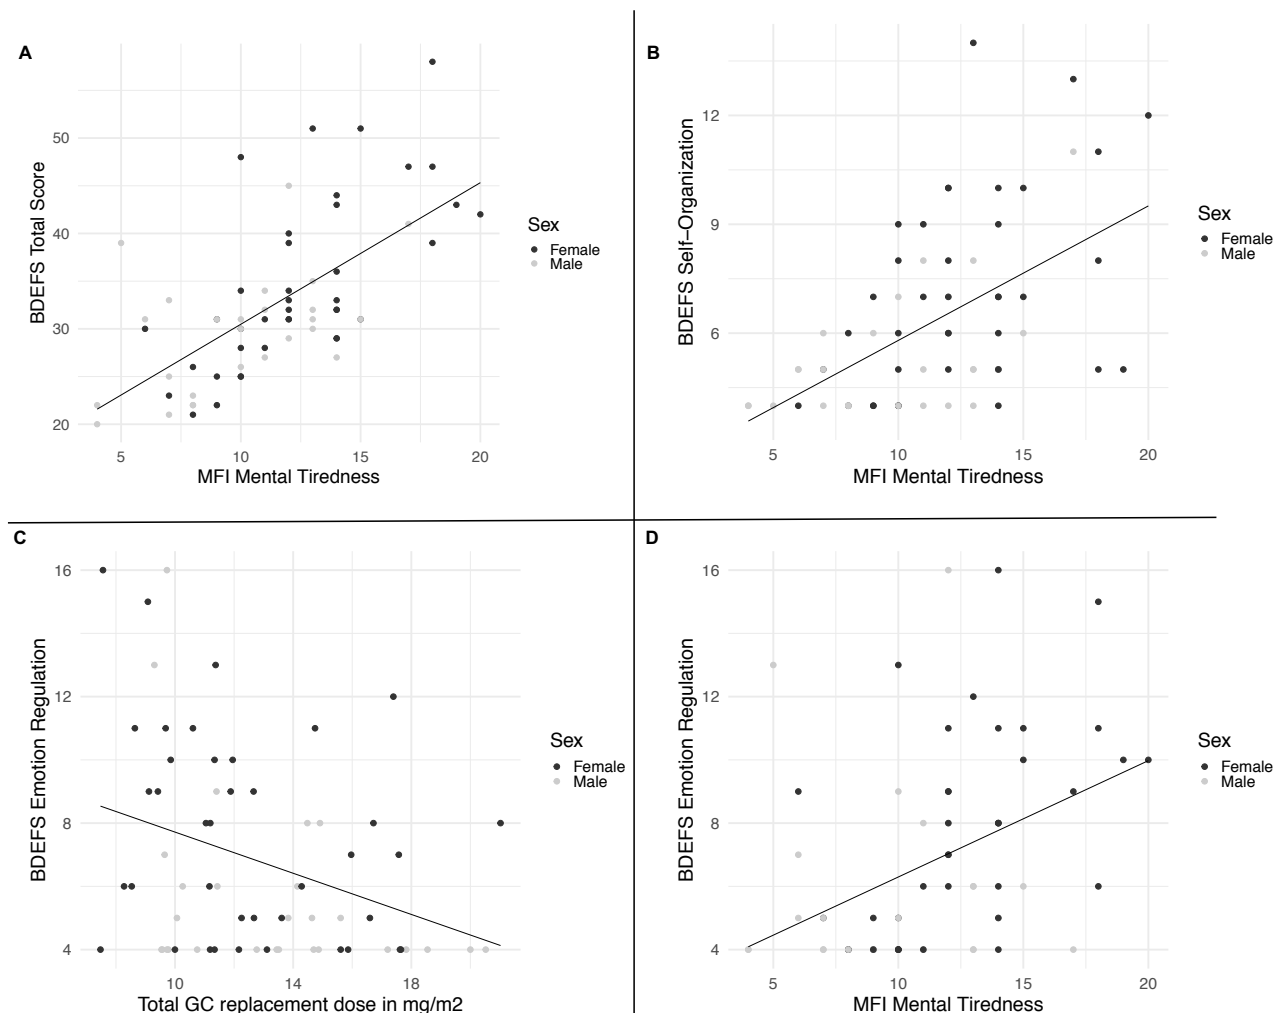 A
BDEFS Total Score
50
40
30
20
5
10
15
20
MFI Mental Tiredness
Sex
Female
Male
B
BDEFS Self−Organization
12
9
6
5
10
15
20
MFI Mental Tiredness
Sex
Female
Male
C
BDEFS Emotion Regulation
16
12
8
4
10
14
18
Total GC replacement dose in mg/m2
Sex
Female
Male
D
BDEFS Emotion Regulation
16
12
8
4
5
10
15
20
MFI Mental Tiredness
Sex
Female
Male